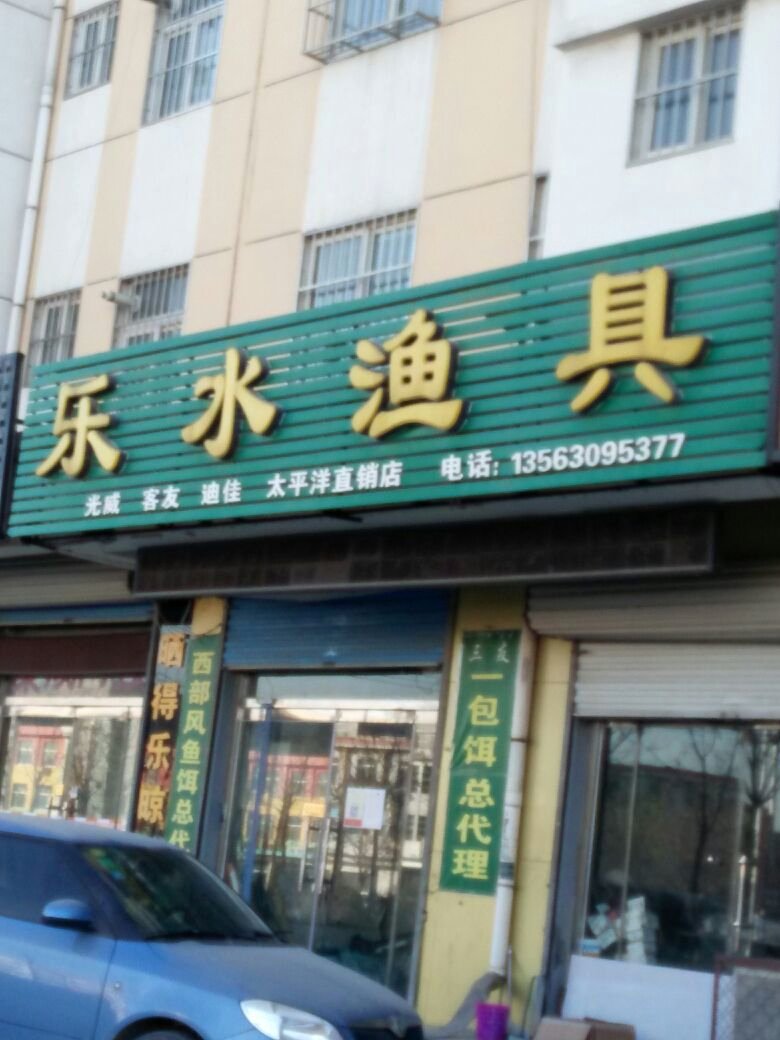 乐水渔具
光威 客友 迪佳 太平洋直销店 电话: 13563095377
晒得乐晾
西部风鱼饵总代
三友
一包饵总代理